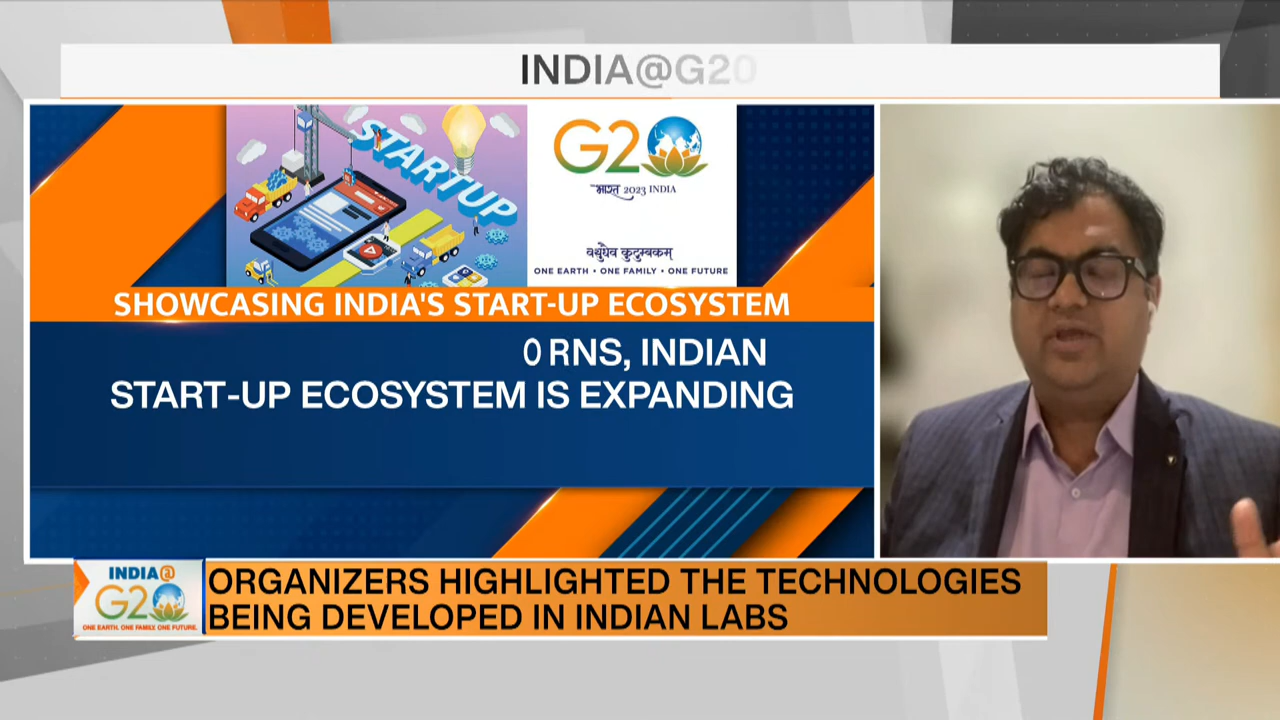 INDIA@G20
STARTUP
G20
भारत 2023 INDIA
वसुधैव कुटुम्बकम्
ONE EARTH • ONE FAMILY • ONE FUTURE
SHOWCASING INDIA'S START-UP ECOSYSTEM
0 RNS, INDIAN
START-UP ECOSYSTEM IS EXPANDING
INDIA@
G20
ONE EARTH. ONE FAMILY. ONE FUTURE.
ORGANIZERS HIGHLIGHTED THE TECHNOLOGIES
BEING DEVELOPED IN INDIAN LABS